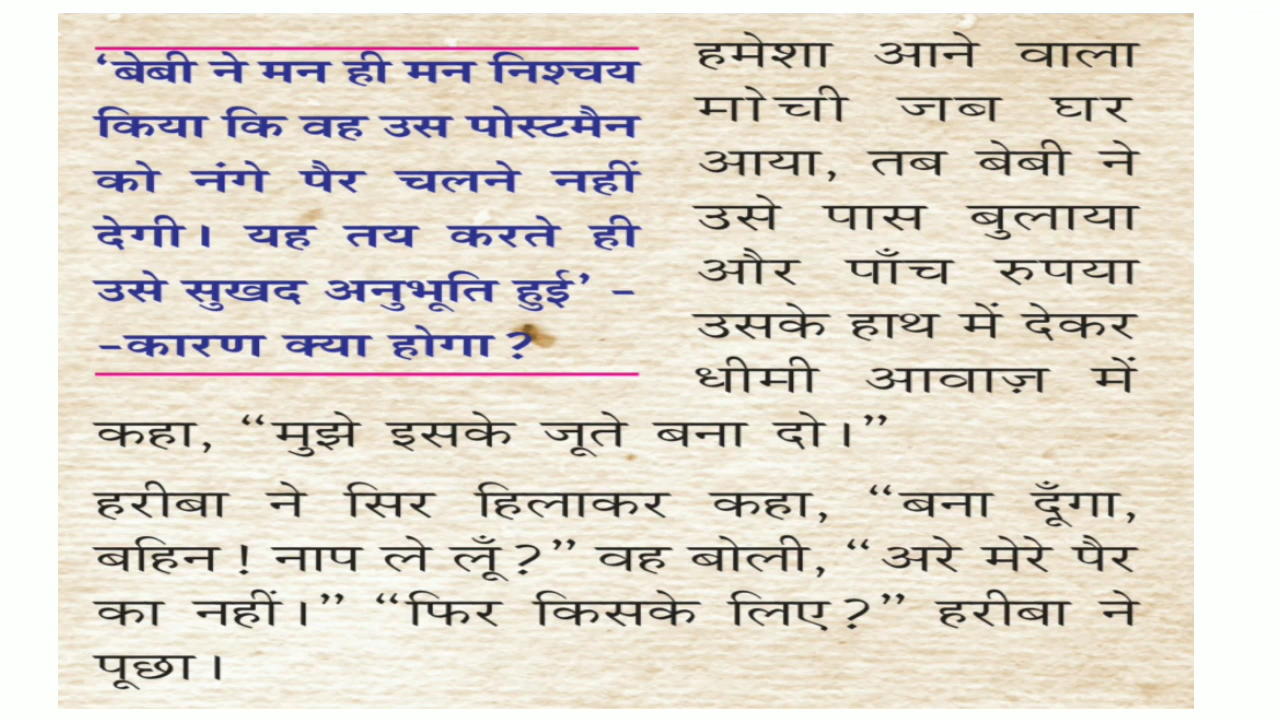 ‘बेबी ने मन ही मन निश्चय
किया कि वह उस पोस्टमैन
को नंगे पैर चलने नहीं
देगी। यह तय करते ही
उसे सुखद अनुभूति हुई’ -
-कारण क्या होगा?
हमेशा आने वाला
मोची जब घर
आया, तब बेबी ने
उसे पास बुलाया
और पाँच रुपया
उसके हाथ में देकर
धीमी आवाज़ में
कहा, “मुझे इसके जूते बना दो।”
हरीबा ने सिर हिलाकर कहा, “बना दूँगा,
बहिन! नाप ले लूँ?” वह बोली, “अरे मेरे पैर
का नहीं।” “फिर किसके लिए?” हरीबा ने
पूछा।